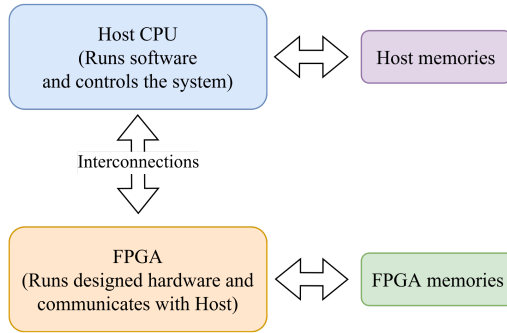 Host CPU
(Runs software
and controls the system)
Host memories
Interconnections
FPGA
(Runs designed hardware and
communicates with Host)
FPGA memories